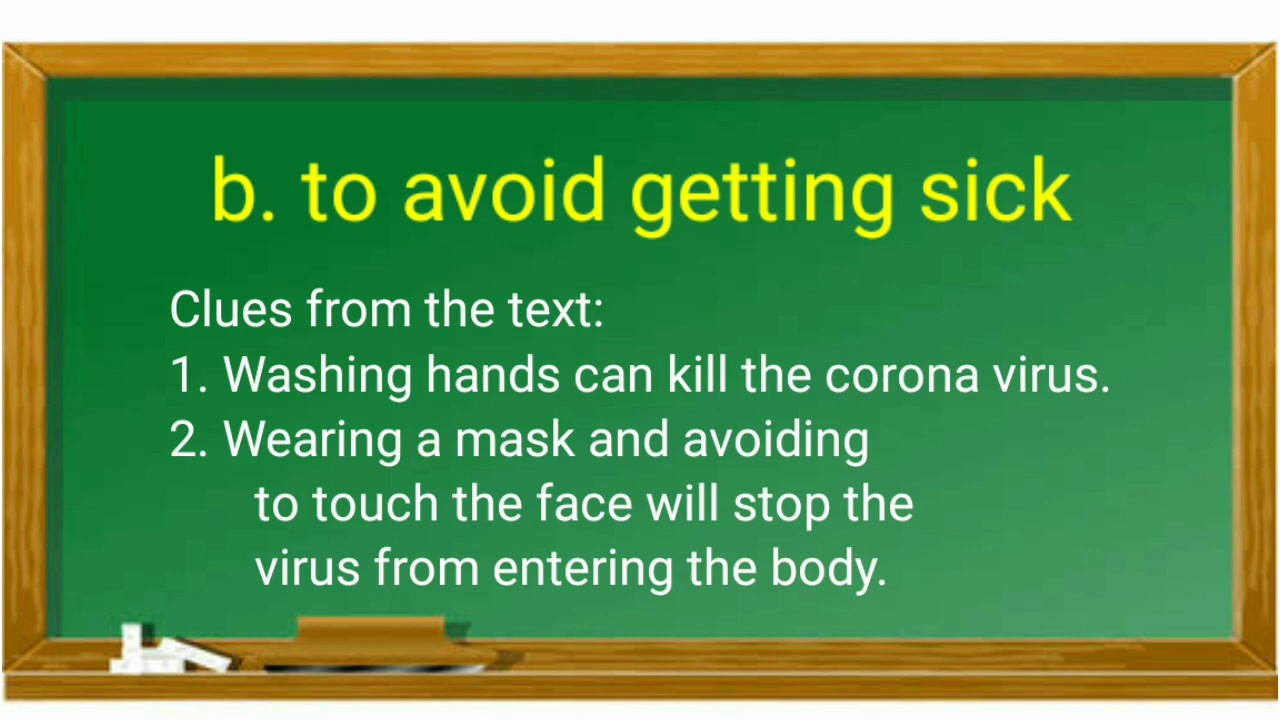 b. to avoid getting sick
Clues from the text:
1. Washing hands can kill the corona virus.
2. Wearing a mask and avoiding
to touch the face will stop the
virus from entering the body.